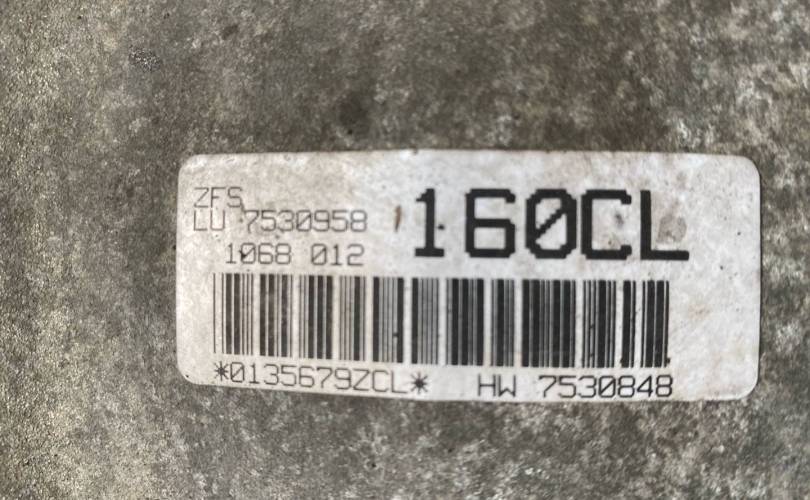 ZFS
LU 7530958
1068 012
160CL
*0135679ZCL* HW 7530848